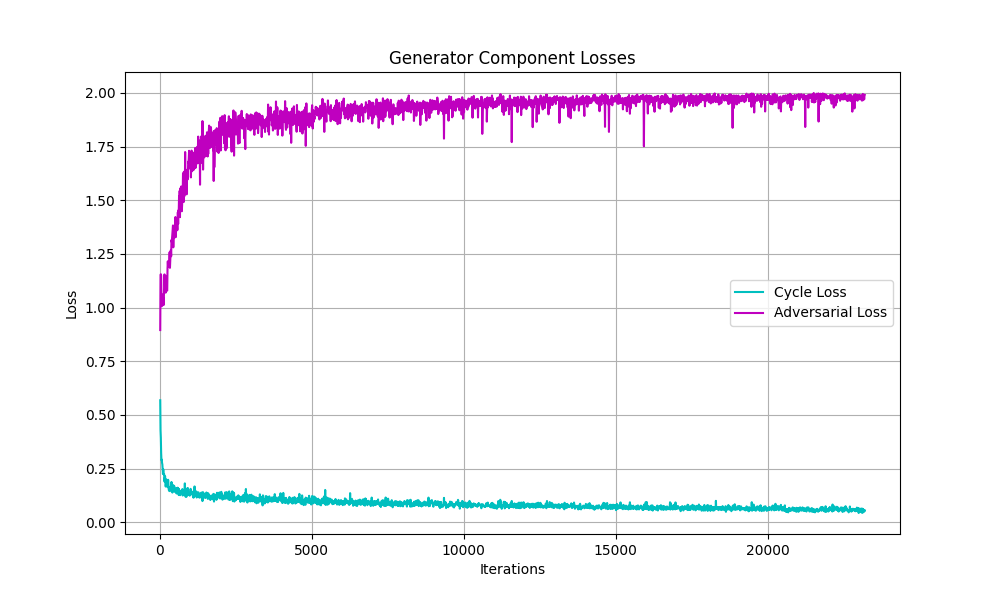 Generator Component Losses
Loss
2.00
1.75
1.50
1.25
1.00
0.75
0.50
0.25
0.00
Cycle Loss
Adversarial Loss
0
5000
10000
15000
20000
Iterations